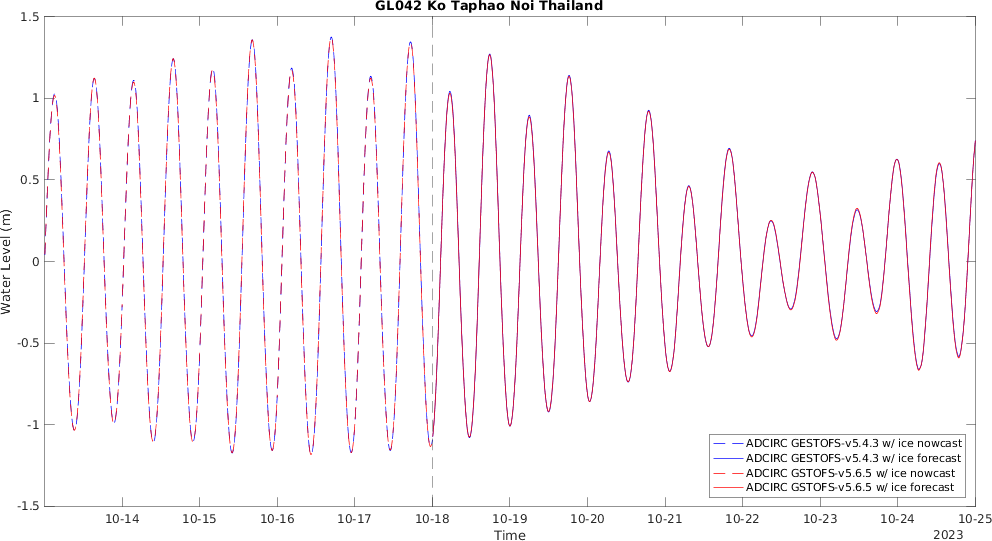 GL042 Ko Taphao Noi Thailand
1.5
1
0.5
0
-0.5
-1
-1.5
Water Level (m)
10-14 10-15 10-16 10-17 10-18 10-19 10-20 10-21 10-22 10-23 10-24 10-25
Time
2023
ADCIRC GESTOFS-v5.4.3 w/ ice nowcast
ADCIRC GESTOFS-v5.4.3 w/ ice forecast
ADCIRC GSTOFS-v5.6.5 w/ ice nowcast
ADCIRC GSTOFS-v5.6.5 w/ ice forecast